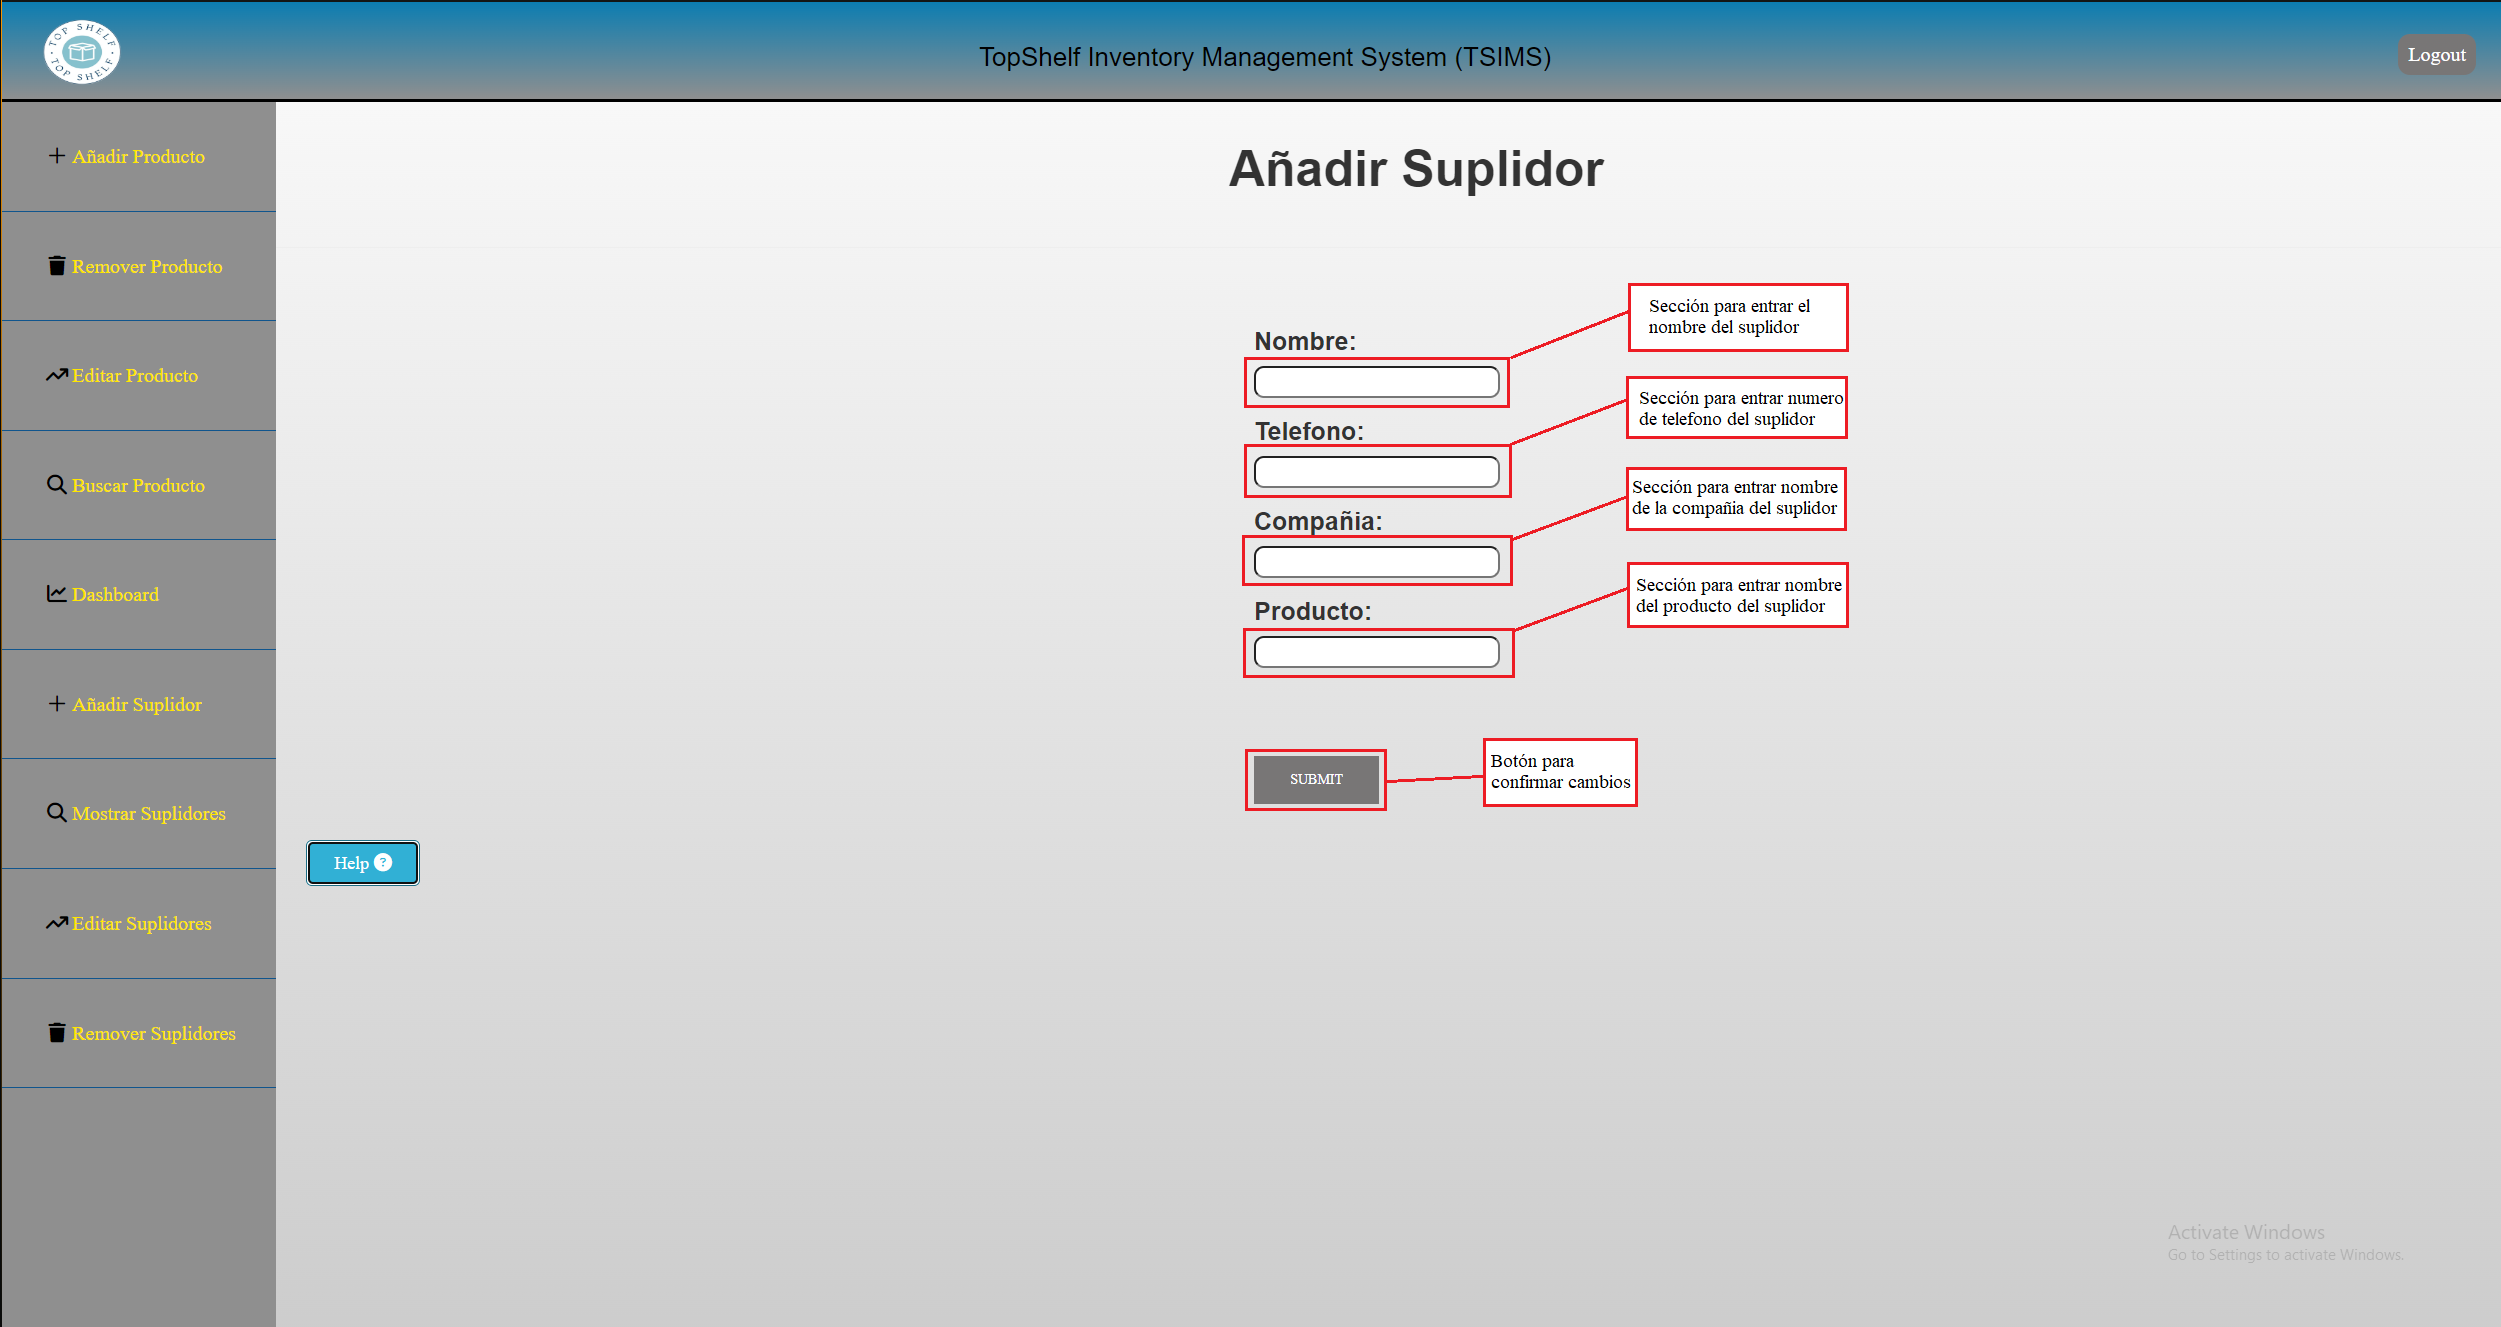 TOP SHELF
TOP SHELF
TopShelf Inventory Management System (TSIMS)
Logout
Añadir Producto
Remover Producto
Editar Producto
Buscar Producto
Dashboard
Añadir Suplidor
Mostrar Suplidores
Editar Suplidores
Remover Suplidores
Añadir Suplidor
Nombre:
Sección para entrar el
nombre del suplidor
Telefono:
Sección para entrar numero
de telefono del suplidor
Compañia:
Sección para entrar nombre
de la compañia del suplidor
Producto:
Sección para entrar nombre
del producto del suplidor
SUBMIT
Botón para
confirmar cambios
Help ?
Activate Windows
Go to Settings to activate Windows.